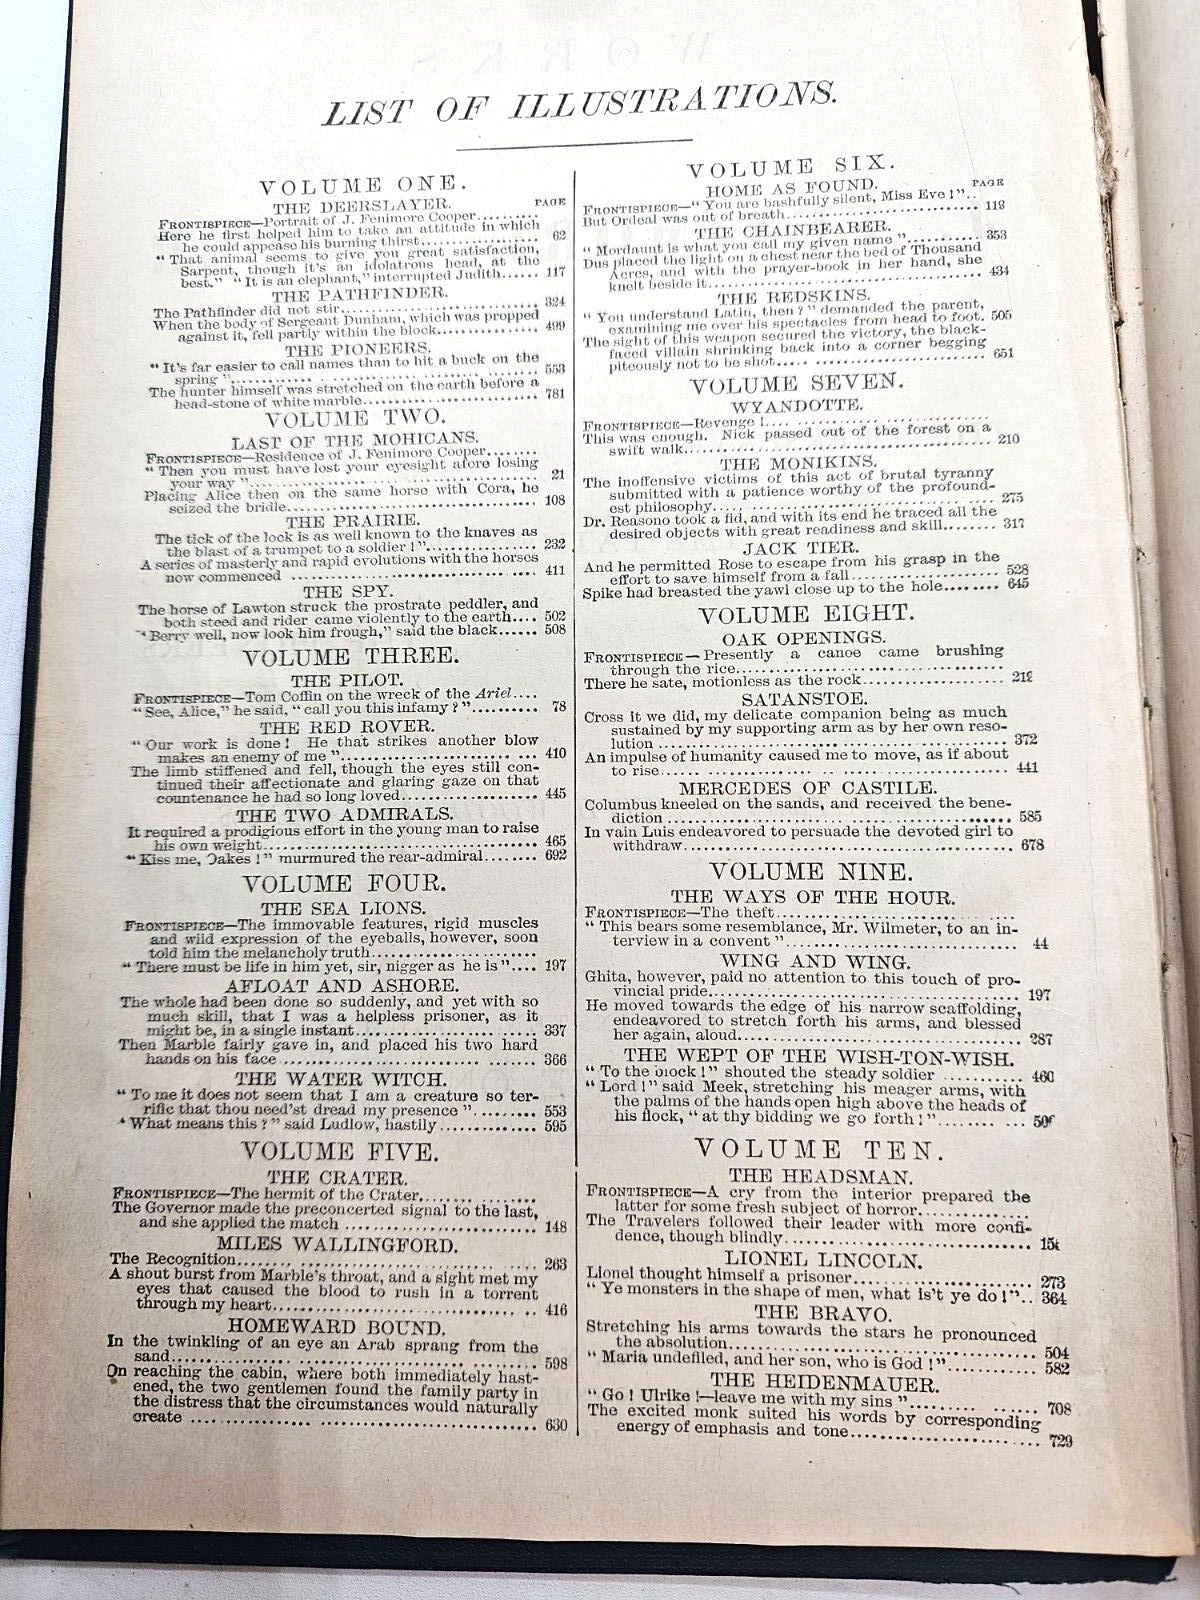 LIST OF ILLUSTRATIONS.
VOLUME ONE.
THE DEERSLAYER.
PAGE
FRONTISPIECE—Portrait of J. Fenimore Cooper..........
Here he first helped him to take an attitude in which
he could appease his burning thirst.................. 62
"That animal seems to give you great satisfaction,
Sarpent, though it's an idolatrous head, at the
best." "It is an elephant," interrupted Judith...... 117
THE PATHFINDER.
The Pathfinder did not stir............................. 324
When the body of Sergeant Dunham, which was propped
against it, fell partly within the block............... 499
THE PIONEERS.
"It's far easier to call names than to hit a buck on the
spring"............................................. 553
The hunter himself was stretched on the earth before a
head-stone of white marble.......................... 781
VOLUME TWO.
LAST OF THE MOHICANS.
FRONTISPIECE—Residence of J. Fenimore Cooper........
"Then you must have lost your eyesight afore losing
your way"........................................... 21
Placing Alice then on the same horse with Cora, he
seized the bridle.................................... 108
THE PRAIRIE.
The tick of the lock is as well known to the knaves as
the blast of a trumpet to a soldier!"................ 232
A series of masterly and rapid evolutions with the horses
now commenced .................................... 411
THE SPY.
The horse of Lawton struck the prostrate peddler, and
both steed and rider came violently to the earth.... 502
"Berry well, now look him frough," said the black...... 508
VOLUME THREE.
THE PILOT.
FRONTISPIECE—Tom Coffin on the wreck of the Ariel....
"See, Alice," he said, "call you this infamy?".......... 78
THE RED ROVER.
"Our work is done! He that strikes another blow
makes an enemy of me"............................. 410
The limb stiffened and fell, though the eyes still con-
tinued their affectionate and glaring gaze on that
countenance he had so long loved................... 445
THE TWO ADMIRALS.
It required a prodigious effort in the young man to raise
his own weight...................................... 465
"Kiss me, Oakes!" murmured the rear-admiral........ 692
VOLUME FOUR.
THE SEA LIONS.
FRONTISPIECE—The immovable features, rigid muscles
and wild expression of the eyeballs, however, soon
told him the melancholy truth.......................
"There must be life in him yet, sir, nigger as he is".... 197
AFLOAT AND ASHORE.
The whole had been done so suddenly, and yet with so
much skill, that I was a helpless prisoner, as it
might be, in a single instant.......................... 337
Then Marble fairly gave in, and placed his two hard
hands on his face .................................. 366
THE WATER WITCH.
"To me it does not seem that I am a creature so ter-
rific that thou need'st dread my presence"......... 553
"What means this?" said Ludlow, hastily.............. 595
VOLUME FIVE.
THE CRATER.
FRONTISPIECE—The hermit of the Crater.................
The Governor made the preconcerted signal to the last,
and she applied the match .......................... 148
MILES WALLINGFORD.
The Recognition......................................... 263
A shout burst from Marble's throat, and a sight met my
eyes that caused the blood to rush in a torrent
through my heart.................................... 416
HOMEWARD BOUND.
In the twinkling of an eye an Arab sprang from the
sand................................................. 598
On reaching the cabin, where both immediately hast-
ened, the two gentlemen found the family party in
the distress that the circumstances would naturally
create ............................................... 630
VOLUME SIX.
HOME AS FOUND.
PAGE
FRONTISPIECE—"You are bashfully silent, Miss Eve!"..
But Ordeal was out of breath........................... 118
THE CHAINBEARER.
"Mordaunt is what you call my given name"........... 353
Dus placed the light on a chest near the bed of Thousand
Acres, and with the prayer-book in her hand, she
knelt beside it....................................... 434
THE REDSKINS.
"You understand Latin, then?" demanded the parent,
examining me over his spectacles from head to foot. 505
The sight of this weapon secured the victory, the black-
faced villain shrinking back into a corner begging
piteously not to be shot............................. 651
VOLUME SEVEN.
WYANDOTTE.
FRONTISPIECE—Revenge!.................................
This was enough. Nick passed out of the forest on a
swift walk........................................... 210
THE MONIKINS.
The inoffensive victims of this act of brutal tyranny
submitted with a patience worthy of the profound-
est philosophy...................................... 275
Dr. Reasono took a fid, and with its end he traced all the
desired objects with great readiness and skill........ 317
JACK TIER.
And he permitted Rose to escape from his grasp in the
effort to save himself from a fall..................... 528
Spike had breasted the yawl close up to the hole........ 645
VOLUME EIGHT.
OAK OPENINGS.
FRONTISPIECE—Presently a canoe came brushing
through the rice.....................................
There he sate, motionless as the rock................... 212
SATANSTOE.
Cross it we did, my delicate companion being as much
sustained by my supporting arm as by her own reso-
lution ............................................... 372
An impulse of humanity caused me to move, as if about
to rise............................................... 441
MERCEDES OF CASTILE.
Columbus kneeled on the sands, and received the bene-
diction .............................................. 585
In vain Luis endeavored to persuade the devoted girl to
withdraw............................................. 678
VOLUME NINE.
THE WAYS OF THE HOUR.
FRONTISPIECE—The theft................................
"This bears some resemblance, Mr. Wilmeter, to an in-
terview in a convent"............................... 44
WING AND WING.
Ghita, however, paid no attention to this touch of pro-
vincial pride......................................... 197
He moved towards the edge of his narrow scaffolding,
endeavored to stretch forth his arms, and blessed
her again, aloud..................................... 287
THE WEPT OF THE WISH-TON-WISH.
"To the block!" shouted the steady soldier ........... 460
"Lord!" said Meek, stretching his meager arms, with
the palms of the hands open high above the heads of
his flock, "at thy bidding we go forth!"..............
VOLUME TEN.
THE HEADSMAN.
FRONTISPIECE—A cry from the interior prepared the
latter for some fresh subject of horror...............
The Travelers followed their leader with more confi-
dence, though blindly...............................
LIONEL LINCOLN.
Lionel thought himself a prisoner....................... 273
"Ye monsters in the shape of men, what is't ye do!".. 364
THE BRAVO.
Stretching his arms towards the stars he pronounced
the absolution....................................... 504
"Maria undefiled, and her son, who is God!"............ 582
THE HEIDENMAUER.
"Go! Ulrike!—leave me with my sins"................. 708
The excited monk suited his words by corresponding
energy of emphasis and tone........................ 729